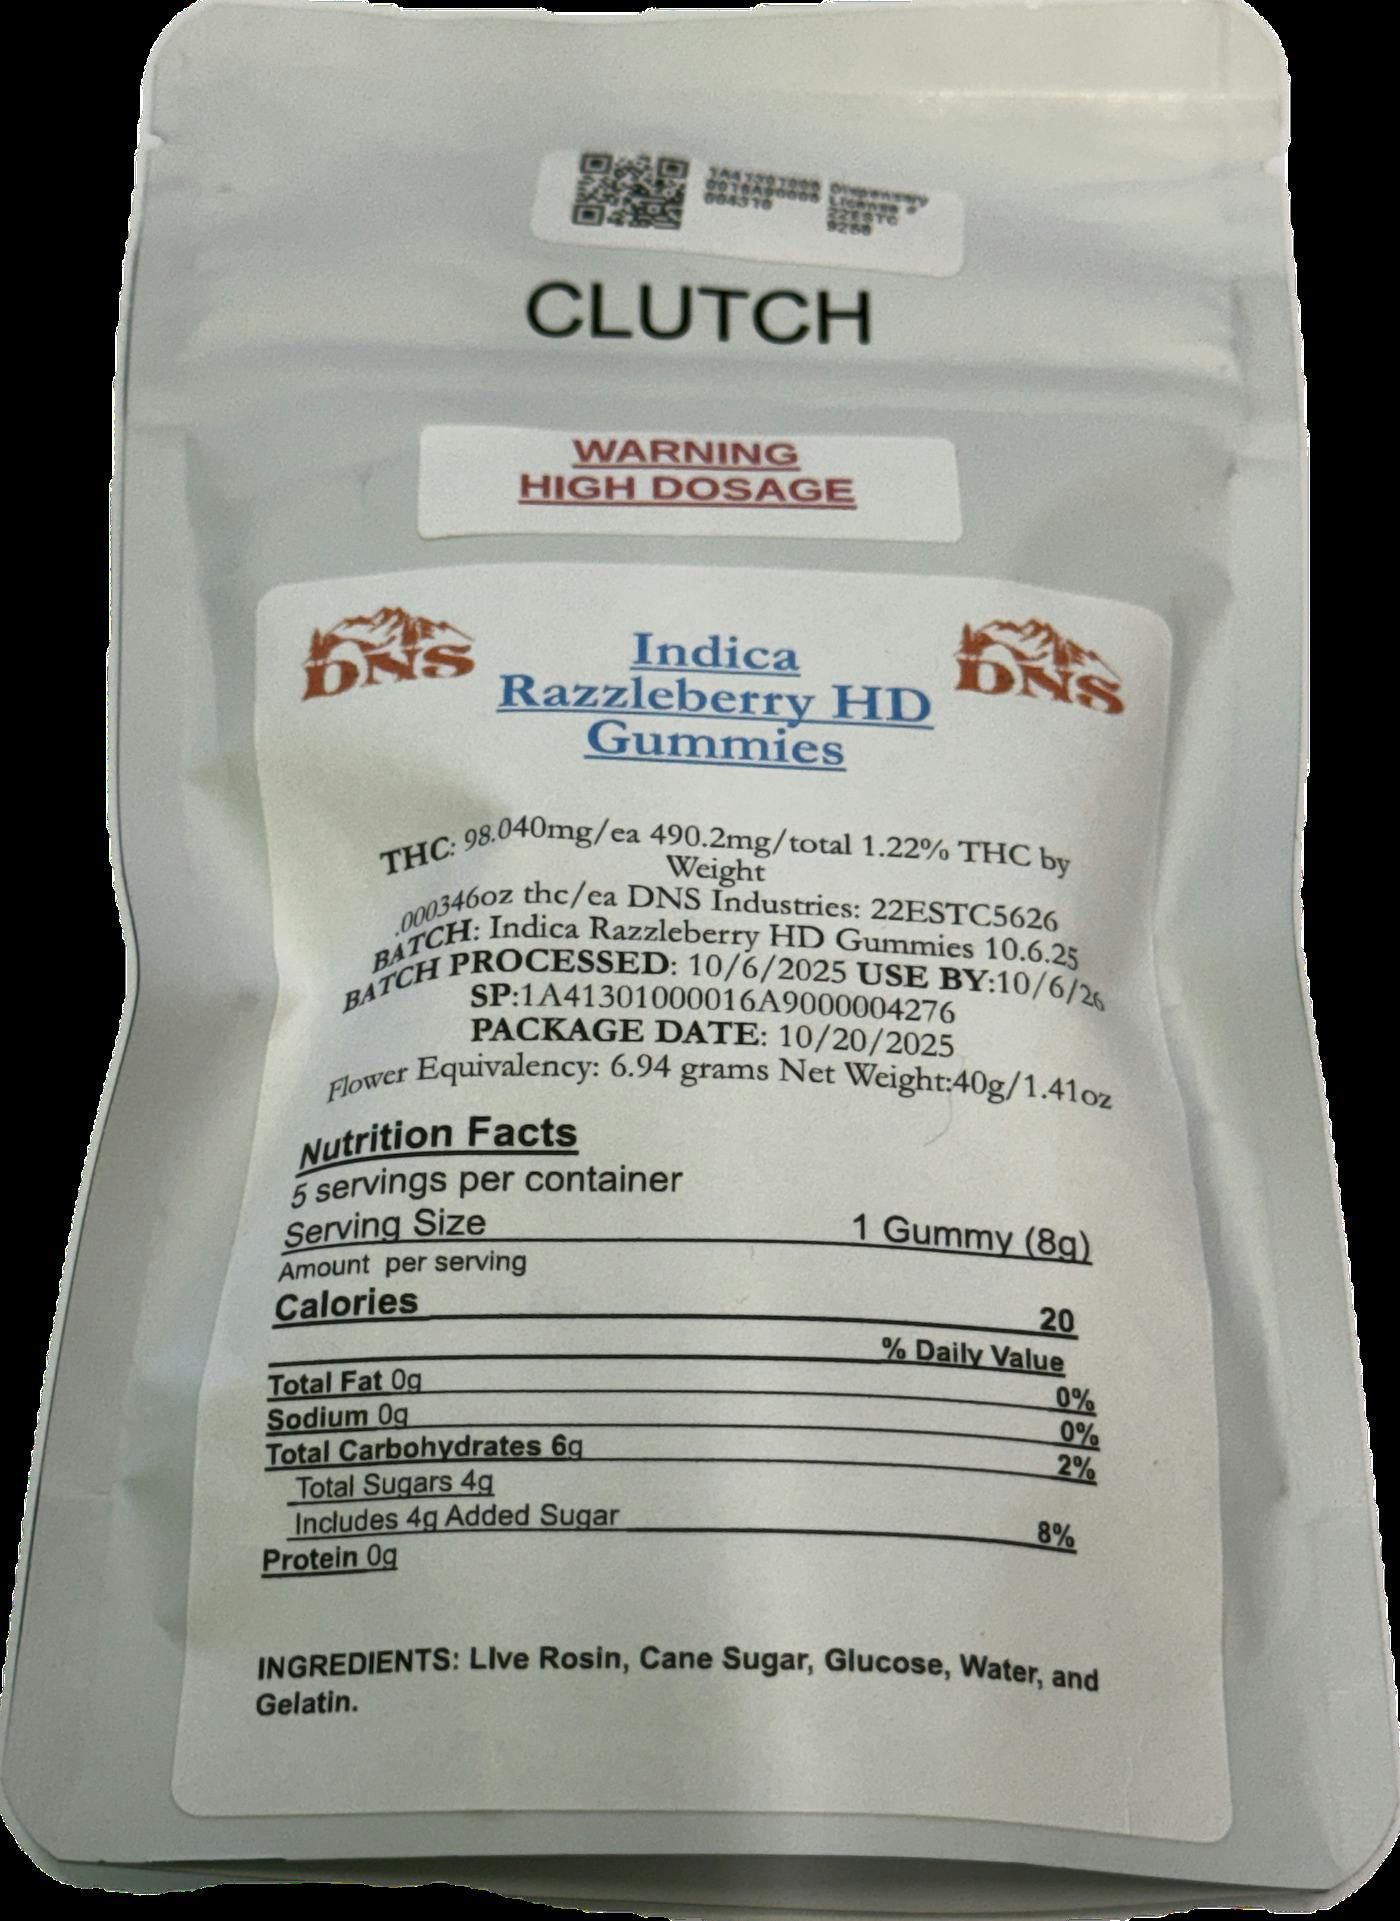 Dispensary
License #
22ESTC
CLUTCH
WARNING
HIGH DOSAGE
DNS
DNS
Indica
Razzleberry HD
Gummies
THC: 98.040mg/ea 490.2mg/total 1.22% THC by
Weight
.000346oz thc/ea DNS Industries: 22ESTC5626
BATCH: Indica Razzleberry HD Gummies 10.6.25
BATCH PROCESSED: 10/6/2025 USE BY:10/6/26
SP:1A41301000016A9000004276
PACKAGE DATE: 10/20/2025
Flower Equivalency: 6.94 grams Net Weight:40g/1.41oz
Nutrition Facts
5 servings per container
Serving Size 1 Gummy (8g)
Amount per serving
Calories 20
% Daily Value
Total Fat 0g 0%
Sodium 0g 0%
Total Carbohydrates 6g 2%
Total Sugars 4g
Includes 4g Added Sugar 8%
Protein 0g
INGREDIENTS: LIve Rosin, Cane Sugar, Glucose, Water, and
Gelatin.